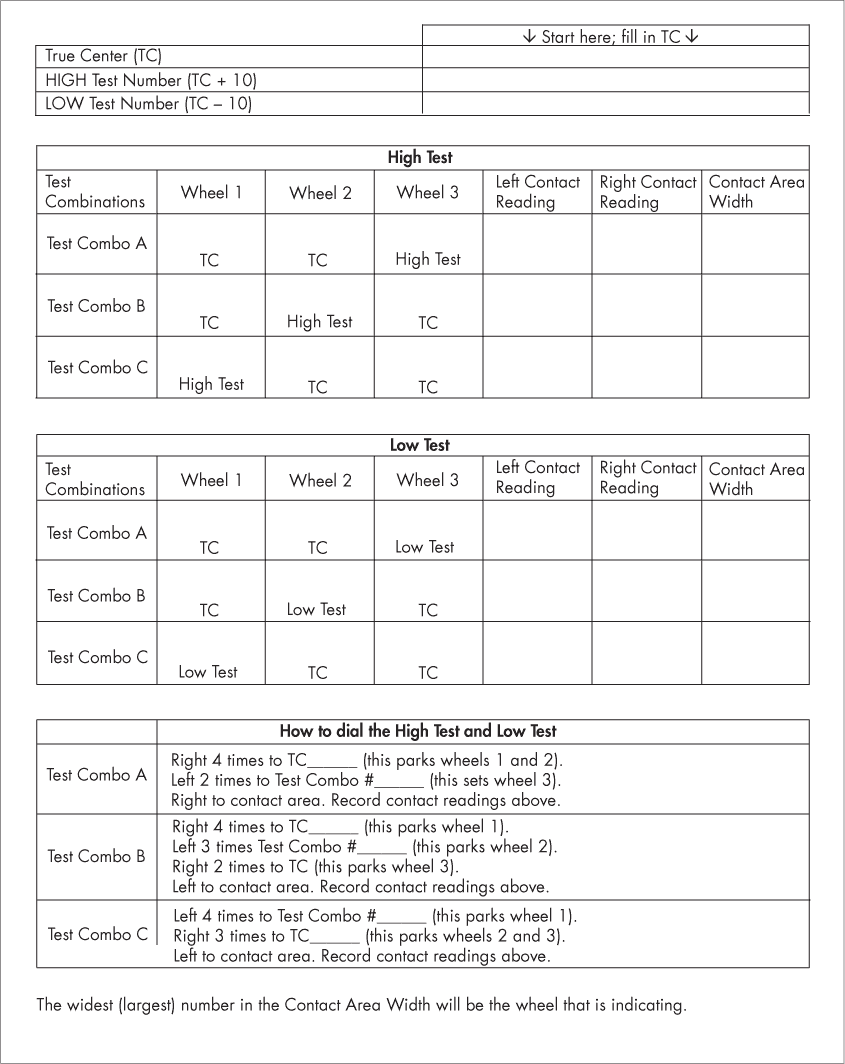 ↓ Start here; fill in TC ↓
True Center (TC)
HIGH Test Number (TC + 10)
LOW Test Number (TC – 10)
High Test
Test Combinations Wheel 1 Wheel 2 Wheel 3 Left Contact Reading Right Contact Reading Contact Area Width
Test Combo A TC TC High Test
Test Combo B TC High Test TC
Test Combo C High Test TC TC
Low Test
Test Combinations Wheel 1 Wheel 2 Wheel 3 Left Contact Reading Right Contact Reading Contact Area Width
Test Combo A TC TC Low Test
Test Combo B TC Low Test TC
Test Combo C Low Test TC TC
How to dial the High Test and Low Test
Test Combo A
Right 4 times to TC______ (this parks wheels 1 and 2).
Left 2 times to Test Combo #______ (this sets wheel 3).
Right to contact area. Record contact readings above.
Test Combo B
Right 4 times to TC______ (this parks wheel 1).
Left 3 times Test Combo #______ (this parks wheel 2).
Right 2 times to TC (this parks wheel 3).
Left to contact area. Record contact readings above.
Test Combo C
Left 4 times to Test Combo #______ (this parks wheel 1).
Right 3 times to TC______ (this parks wheels 2 and 3).
Left to contact area. Record contact readings above.
The widest (largest) number in the Contact Area Width will be the wheel that is indicating.